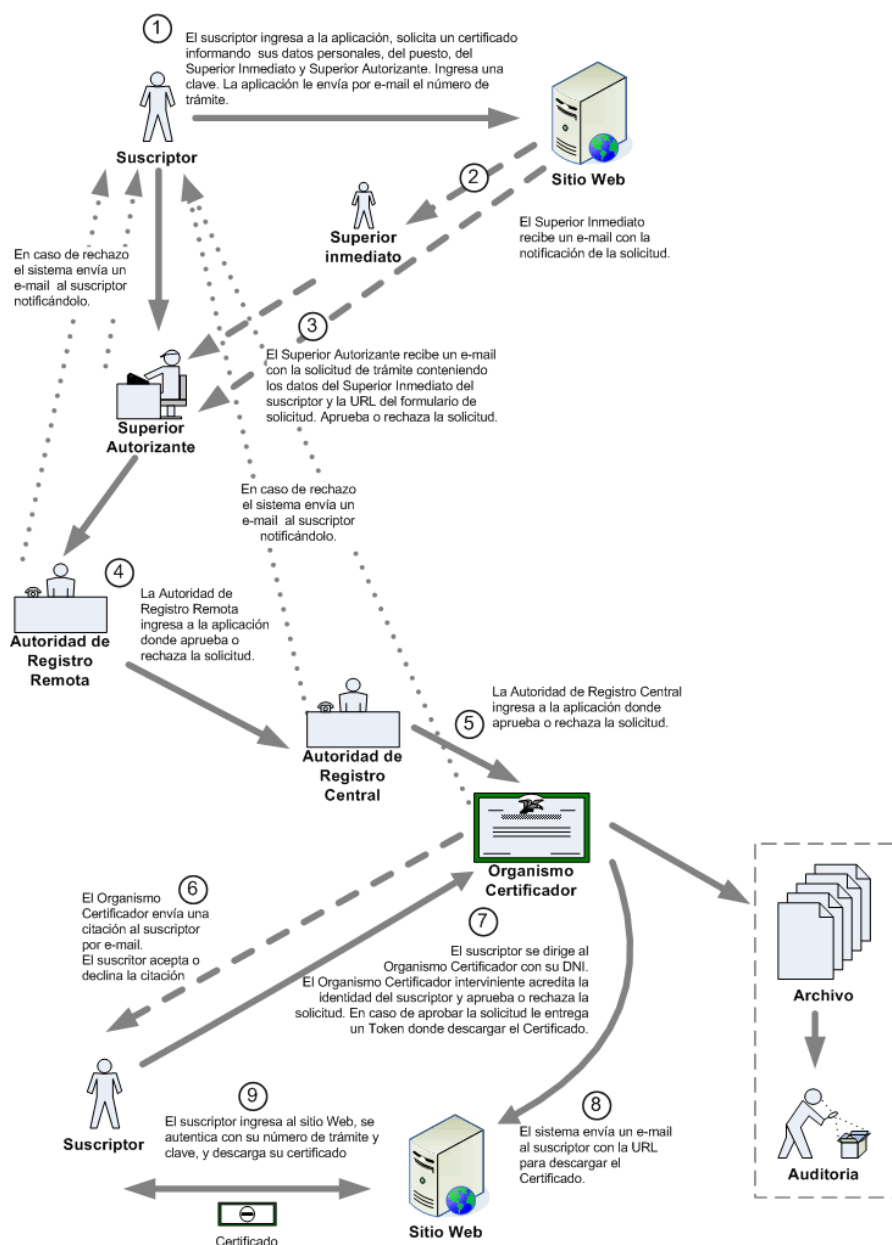 1
El suscriptor ingresa a la aplicación, solicita un certificado
informando sus datos personales, del puesto, del
Superior Inmediato y Superior Autorizante. Ingresa una
clave. La aplicación le envía por e-mail el número de
trámite.
Suscriptor
Sitio Web
2
Superior
inmediato
El Superior Inmediato
recibe un e-mail con la
notificación de la solicitud.
En caso de rechazo
el sistema envía un
e-mail al suscriptor
notificándolo.
3
El Superior Autorizante recibe un e-mail
con la solicitud de trámite conteniendo
los datos del Superior Inmediato del
suscriptor y la URL del formulario de
solicitud. Aprueba o rechaza la solicitud.
Superior
Autorizante
En caso de rechazo
el sistema envía un
e-mail al suscriptor
notificándolo.
4
La Autoridad de
Registro Remota
ingresa a la aplicación
donde aprueba o
rechaza la solicitud.
Autoridad de
Registro
Remota
La Autoridad de Registro Central
ingresa a la aplicación donde
aprueba o rechaza la solicitud.
5
Autoridad de
Registro
Central
Organismo
Certificador
6
El Organismo
Certificador envía una
citación al suscriptor
por e-mail.
El suscritor acepta o
declina la citación
7
El suscriptor se dirige al
Organismo Certificador con su DNI.
El Organismo Certificador interviniente acredita la
identidad del suscriptor y aprueba o rechaza la
solicitud. En caso de aprobar la solicitud le entrega
un Token donde descargar el Certificado.
Archivo
Auditoria
Suscriptor
9
El suscriptor ingresa al sitio Web, se
autentica con su número de trámite y
clave, y descarga su certificado
8
El sistema envía un e-mail
al suscriptor con la URL
para descargar el
Certificado.
Sitio Web
Certificado